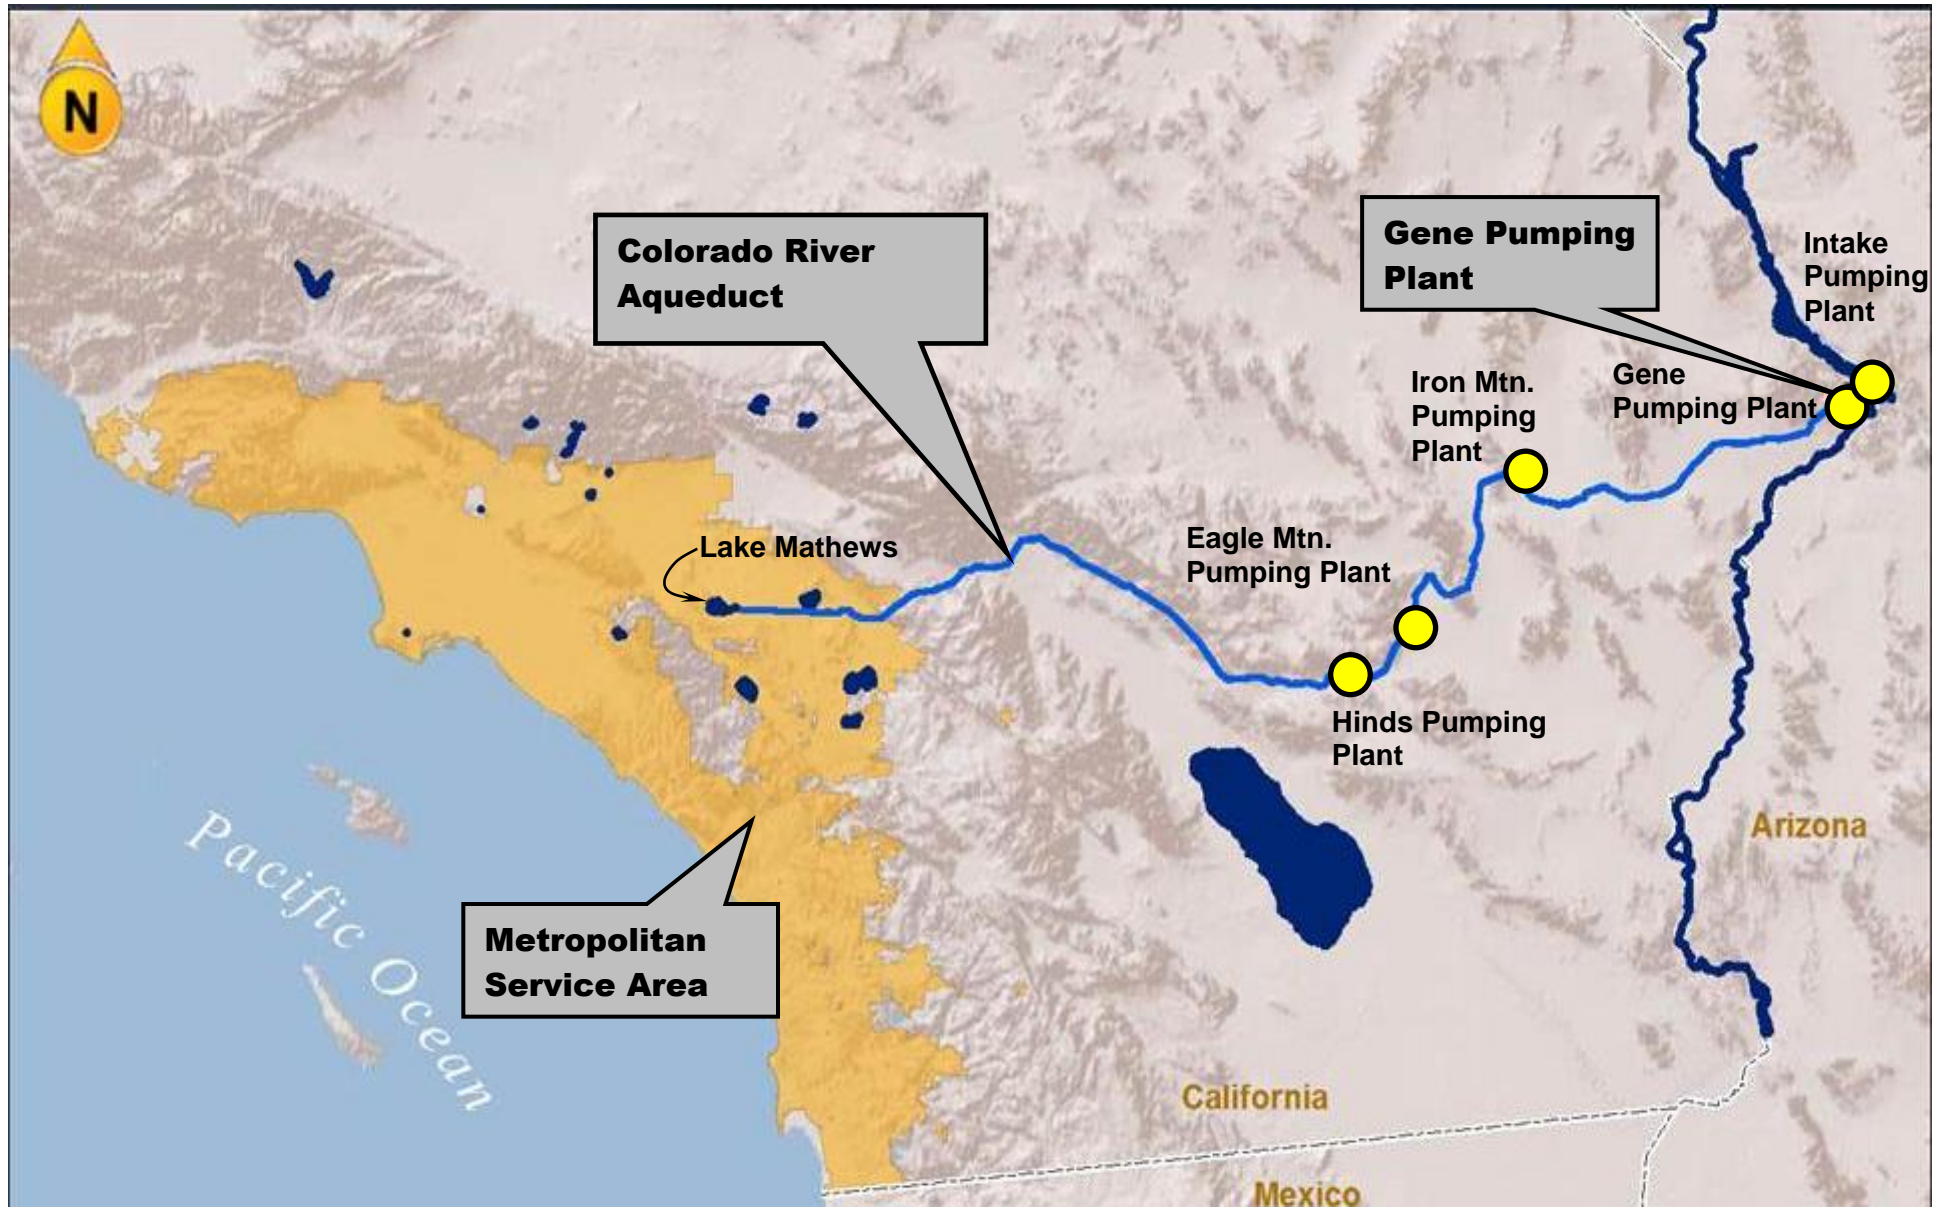 N
Colorado River
Aqueduct
Gene Pumping
Plant
Intake
Pumping
Plant
Iron Mtn.
Pumping
Plant
Gene
Pumping Plant
Eagle Mtn.
Pumping Plant
Lake Mathews
Hinds Pumping
Plant
Arizona
Pacific Ocean
Metropolitan
Service Area
California
Mexico